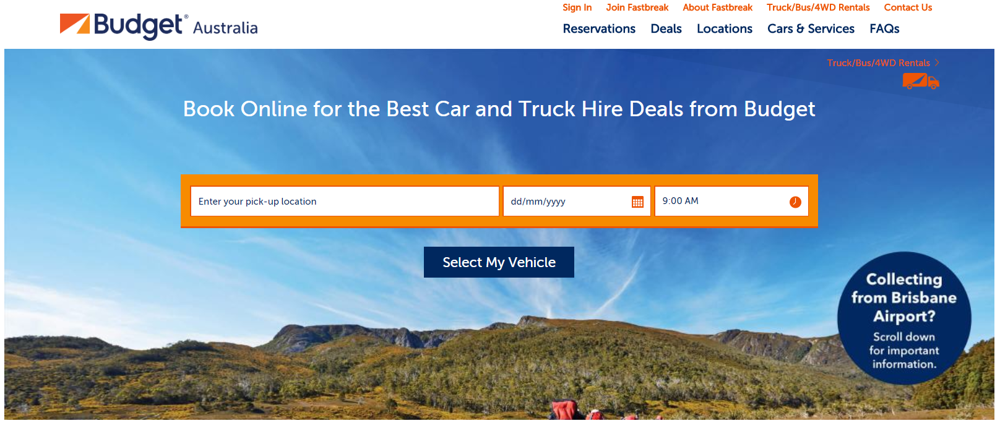 Sign In Join Fastbreak About Fastbreak Truck/Bus/4WD Rentals Contact Us
Budget® Australia
Reservations Deals Locations Cars & Services FAQs
Truck/Bus/4WD Rentals
Book Online for the Best Car and Truck Hire Deals from Budget
Enter your pick-up location dd/mm/yyyy 9:00 AM
Select My Vehicle
Collecting
from Brisbane
Airport?
Scroll down
for important
information.